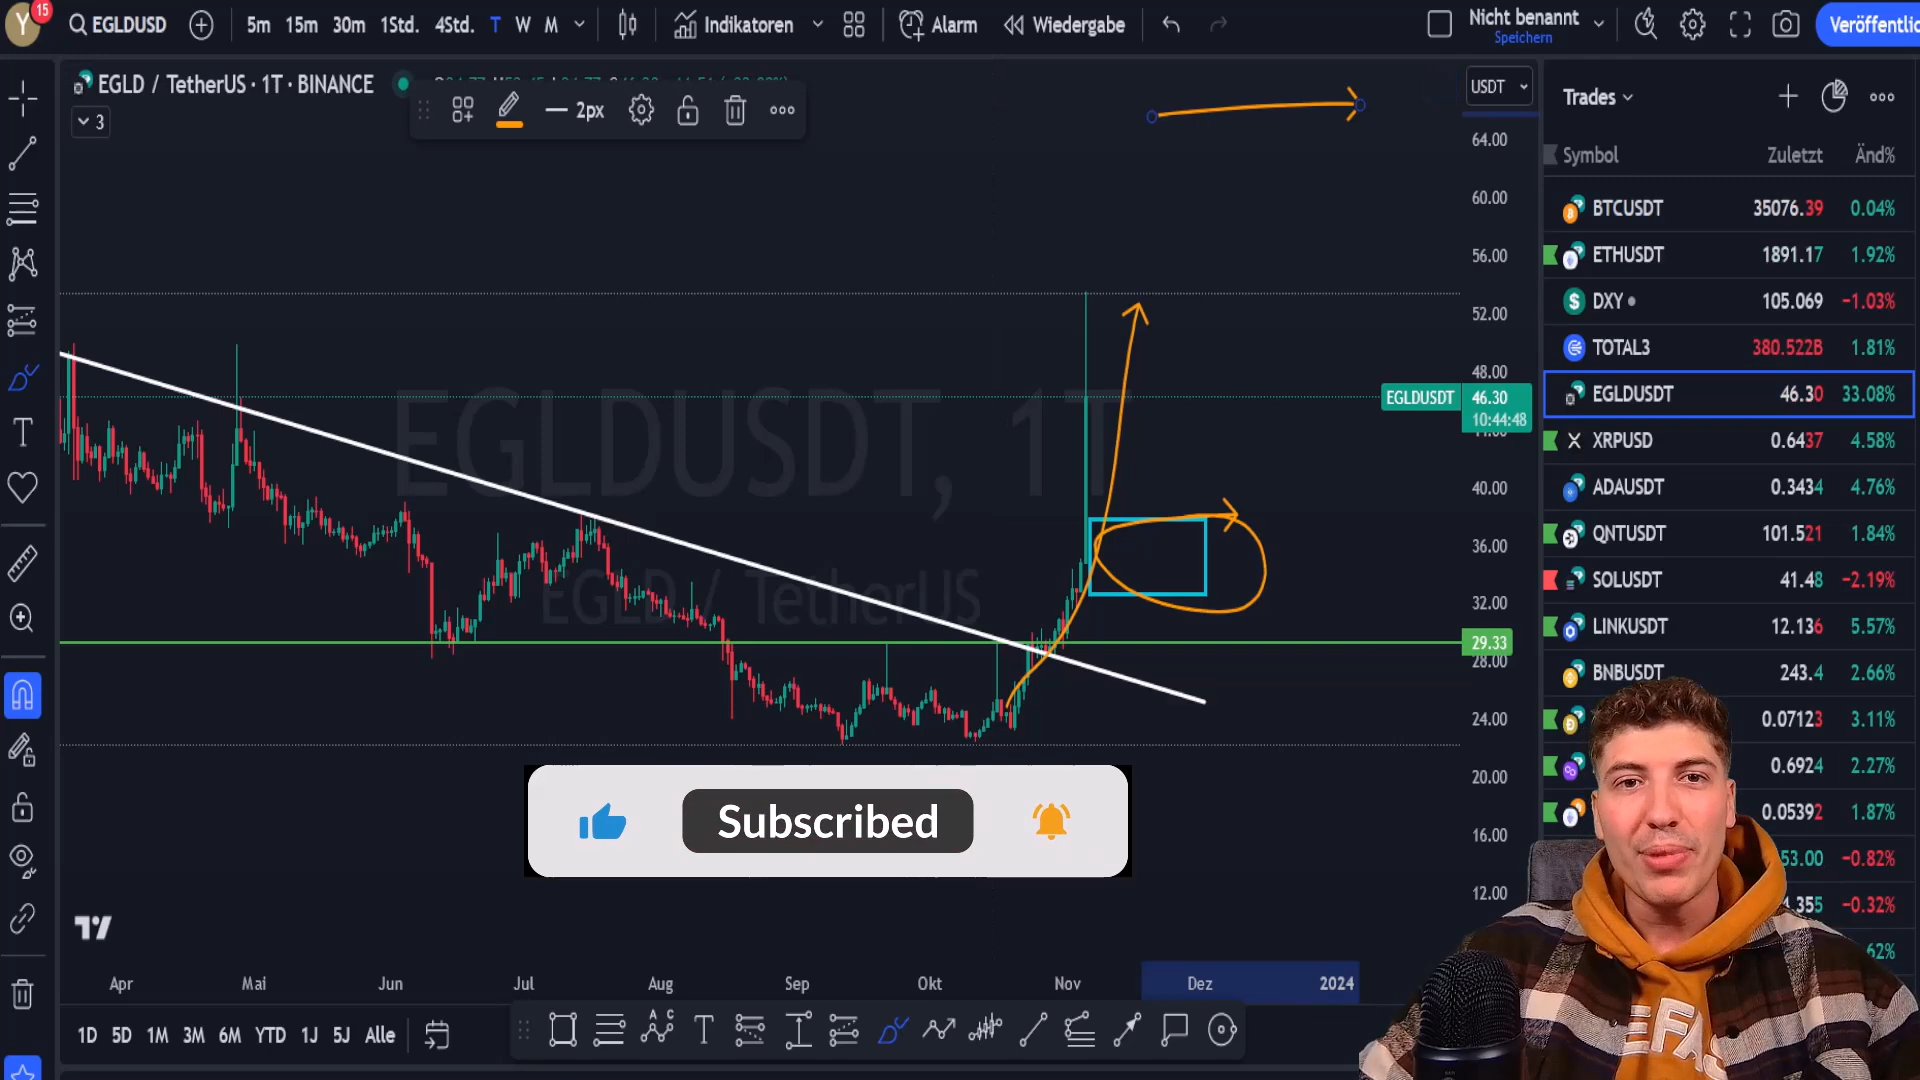 Y 15 EGLDUSD 5m 15m 30m 1Std. 4Std. T W M Indikatoren Alarm Wiedergabe Nicht benannt
Speichern
Veröffentlic
EGLD / TetherUS · 1T · BINANCE
3
2px
USDT
Trades
Symbol Zuletzt Änd%
BTCUSDT 35076.39 0.04%
ETHUSDT 1891.17 1.92%
DXY 105.069 −1.03%
TOTAL3 380.522B 1.81%
EGLDUSDT 46.30 33.08%
XRPUSD 0.6437 4.58%
ADAUSDT 0.3434 4.76%
QNTUSDT 101.521 1.84%
SOLUSDT 41.48 −2.19%
LINKUSDT 12.136 5.57%
BNBUSDT 243.4 2.66%
0.07123 3.11%
0.6924 2.27%
0.05392 1.87%
53.00 −0.82%
.355 −0.32%
62%
64.00
60.00
56.00
52.00
48.00
EGLDUSDT 46.30
10:44:48
40.00
36.00
32.00
29.33
28.00
24.00
20.00
16.00
12.00
EGLDUSDT, 1T
EGLD / TetherUS
Subscribed
Apr Mai Jun Jul Aug Sep Okt Nov Dez 2024
1D 5D 1M 3M 6M YTD 1J 5J Alle